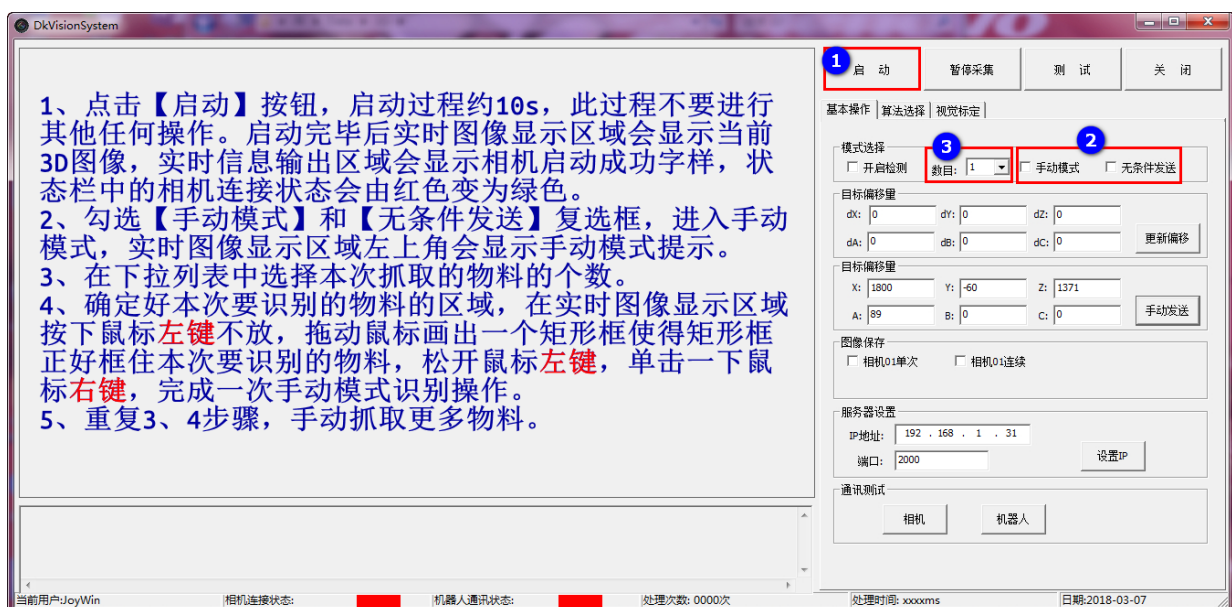 DkVisionSystem
1、点击【启动】按钮，启动过程约10s，此过程不要进行
其他任何操作。启动完毕后实时图像显示区域会显示当前
3D图像，实时信息输出区域会显示相机启动成功字样，状
态栏中的相机连接状态会由红色变为绿色。
2、勾选【手动模式】和【无条件发送】复选框，进入手动
模式，实时图像显示区域左上角会显示手动模式提示。
3、在下拉列表中选择本次抓取的物料的个数。
4、确定好本次要识别的物料的区域，在实时图像显示区域
按下鼠标左键不放，拖动鼠标画出一个矩形框使得矩形框
正好框住本次要识别的物料，松开鼠标左键，单击一下鼠
标右键，完成一次手动模式识别操作。
5、重复3、4步骤，手动抓取更多物料。
1 启 动 暂停采集 测 试 关 闭
基本操作 算法选择 视觉标定
2
模式选择 3
开启检测 数目: 1 手动模式 无条件发送
目标偏移量
dX: 0 dY: 0 dZ: 0
dA: 0 dB: 0 dC: 0 更新偏移
目标偏移量
X: 1800 Y: -60 Z: 1371
A: 89 B: 0 C: 0 手动发送
图像保存
相机01单次 相机01连续
服务器设置
IP地址: 192 . 168 . 1 . 31
端口: 2000 设置IP
通讯测试
相机 机器人
当前用户:JoyWin 相机连接状态: 机器人通讯状态: 处理次数: 0000次 处理时间: xxxxms 日期:2018-03-07